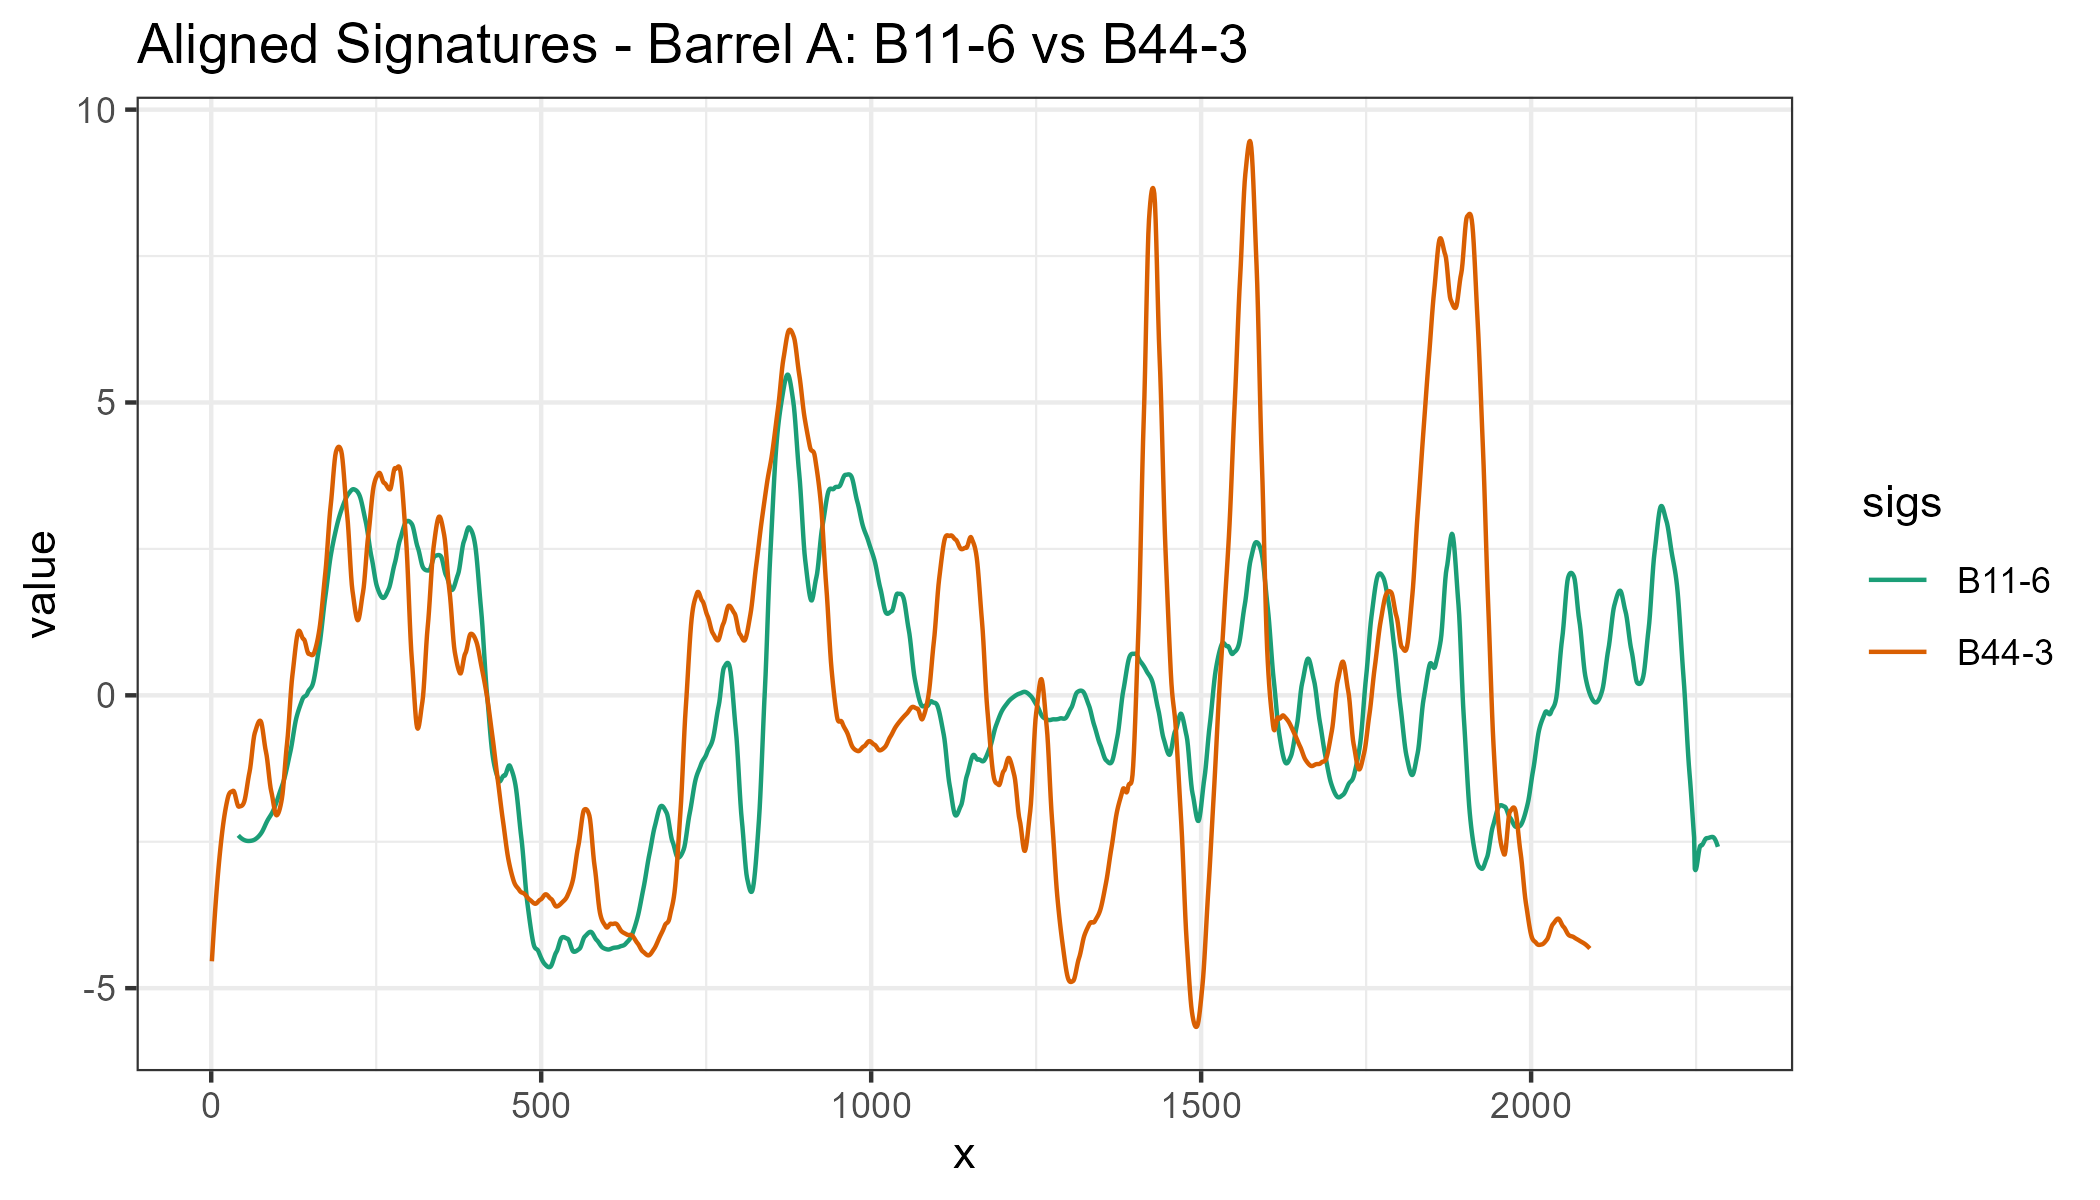 Aligned Signatures - Barrel A: B11-6 vs B44-3
10
5
0
-5
value
0 500 1000 1500 2000
x
sigs
B11-6
B44-3